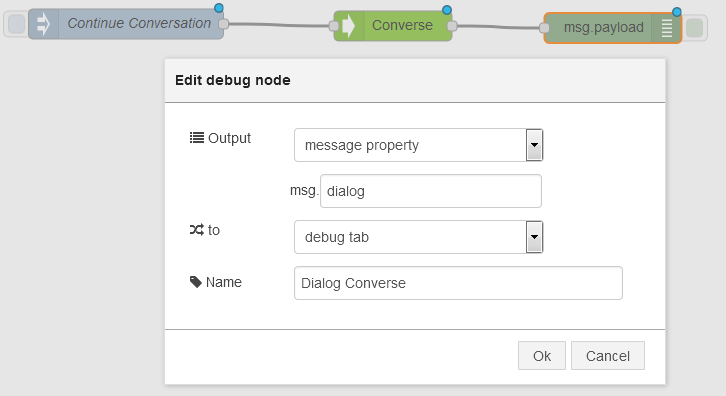 Continue Conversation Converse msg.payload
Edit debug node
Output message property
msg. dialog
to debug tab
Name Dialog Converse
Ok Cancel